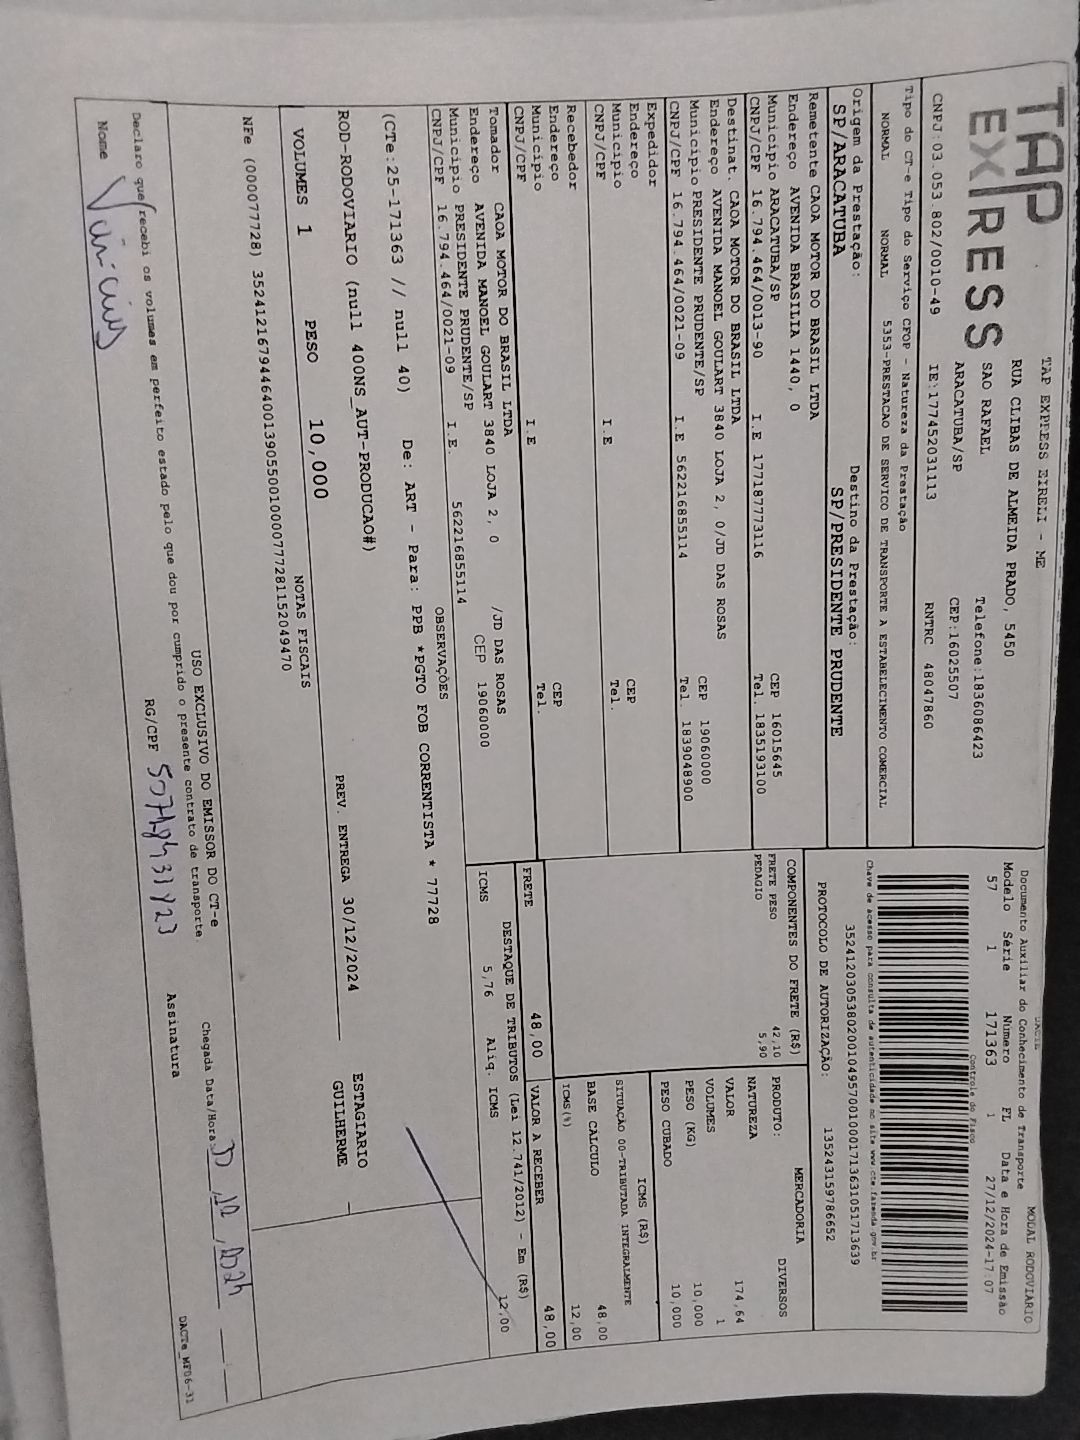 TAP EXPRESS
TAP EXPRESS EIRELI - ME
RUA CLIBAS DE ALMEIDA PRADO, 5450
SAO RAFAEL Telefone:1836086423
ARACATUBA/SP CEP:16025507
CNPJ:03.053.802/0010-49 IE:177452031113 RNTRC 48047860
Tipo do CT-e Tipo do Serviço CFOP - Natureza da Prestação
NORMAL NORMAL 5353-PRESTACAO DE SERVICO DE TRANSPORTE A ESTABELECIMENTO COMERCIAL
Origem da Prestação: Destino da Prestação:
SP/ARACATUBA SP/PRESIDENTE PRUDENTE
MODAL RODOVIARIO
Documento Auxiliar do Conhecimento de Transporte
Modelo Série Número FL Data e Hora de Emissão
57 1 171363 1 27/12/2024-17:07
Controle do Fisco
Chave de acesso para consulta de autenticidade no site www.cte.fazenda.gov.br
35241203053802001049570010001713631051713639
PROTOCOLO DE AUTORIZAÇÃO: 135243159786652
Remetente CAOA MOTOR DO BRASIL LTDA
Endereço AVENIDA BRASILIA 1440, 0
Município ARACATUBA/SP CEP 16015645
CNPJ/CPF 16.794.464/0013-90 I.E 177187773116 Tel. 1835193100
Destinat. CAOA MOTOR DO BRASIL LTDA
Endereço AVENIDA MANOEL GOULART 3840 LOJA 2, 0/JD DAS ROSAS
Município PRESIDENTE PRUDENTE/SP CEP 19060000
CNPJ/CPF 16.794.464/0021-09 I.E 562216855114 Tel. 1839048900
Expedidor
Endereço
Município CEP
CNPJ/CPF I.E Tel.
Recebedor
Endereço
Município CEP
CNPJ/CPF I.E Tel.
Tomador CAOA MOTOR DO BRASIL LTDA
Endereço AVENIDA MANOEL GOULART 3840 LOJA 2, 0 /JD DAS ROSAS
Município PRESIDENTE PRUDENTE/SP CEP 19060000
CNPJ/CPF 16.794.464/0021-09 I.E. 562216855114
COMPONENTES DO FRETE (R$)
FRETE PESO 42,10
PEDAGIO 5,90
MERCADORIA
PRODUTO: DIVERSOS
NATUREZA
VALOR 174,64
VOLUMES 1
PESO (KG) 10,000
PESO CUBADO 10,000
ICMS (R$)
SITUAÇÃO 00-TRIBUTADA INTEGRALMENTE
BASE CALCULO 48,00
ICMS(%) 12,00
FRETE 48,00 VALOR A RECEBER 48,00
DESTAQUE DE TRIBUTOS (Lei 12.741/2012) - Em (R$)
ICMS 5,76 Aliq. ICMS 12,00
OBSERVAÇÕES
(CTe:25-171363 // null 40) De: ART - Para: PPB *PGTO FOB CORRENTISTA * 77728
ROD-RODOVIARIO (null 400NS_AUT-PRODUCAO#)
PREV. ENTREGA 30/12/2024 ESTAGIARIO
GUILHERME
VOLUMES 1 PESO 10,000
NOTAS FISCAIS
NFe (000077728) 35241216794464001390550010000777281152049470
USO EXCLUSIVO DO EMISSOR DO CT-e
Declaro que recebi os volumes em perfeito estado pelo que dou por cumprido o presente contrato de transporte.
Chegada Data/Hora:
Nome Vinicius RG/CPF Assinatura
DACTe_MFD6-31